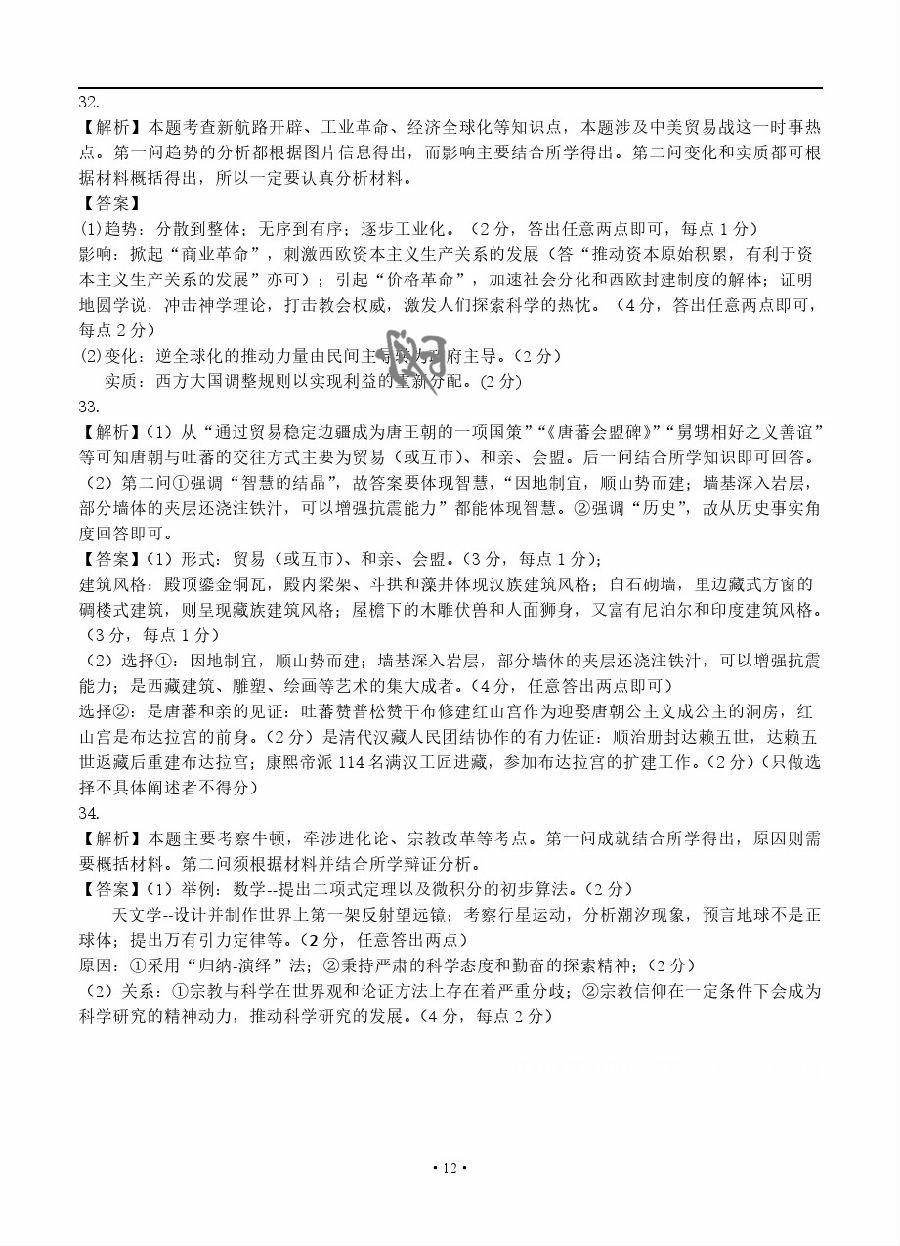 32.
【解析】本题考查新航路开辟、工业革命、经济全球化等知识点，本题涉及中美贸易战这一时事热
点。第一问趋势的分析都根据图片信息得出，而影响主要结合所学得出。第二问变化和实质都可根
据材料概括得出，所以一定要认真分析材料。
【答案】
(1)趋势：分散到整体；无序到有序；逐步工业化。（2分，答出任意两点即可，每点1分）
影响：掀起“商业革命”，刺激西欧资本主义生产关系的发展（答“推动资本原始积累，有利于资
本主义生产关系的发展”亦可）；引起“价格革命”，加速社会分化和西欧封建制度的解体；证明
地圆学说，冲击神学理论，打击教会权威，激发人们探索科学的热忱。（4分，答出任意两点即可，
每点2分）
(2)变化：逆全球化的推动力量由民间主导转为政府主导。（2分）
实质：西方大国调整规则以实现利益的重新分配。(2分)
33.
【解析】（1）从“通过贸易稳定边疆成为唐王朝的一项国策”“《唐蕃会盟碑》”“舅甥相好之义善谊”
等可知唐朝与吐蕃的交往方式主要为贸易（或互市）、和亲、会盟。后一问结合所学知识即可回答。
（2）第二问①强调“智慧的结晶”，故答案要体现智慧，“因地制宜，顺山势而建；墙基深入岩层，
部分墙体的夹层还浇注铁汁，可以增强抗震能力”都能体现智慧。②强调“历史”，故从历史事实角
度回答即可。
【答案】（1）形式：贸易（或互市）、和亲、会盟。（3分，每点1分）；
建筑风格：殿顶鎏金铜瓦，殿内梁架、斗拱和藻井体现汉族建筑风格；白石砌墙，里边藏式方窗的
碉楼式建筑，则呈现藏族建筑风格；屋檐下的木雕伏兽和人面狮身，又富有尼泊尔和印度建筑风格。
（3分，每点1分）
（2）选择①：因地制宜，顺山势而建；墙基深入岩层，部分墙体的夹层还浇注铁汁，可以增强抗震
能力；是西藏建筑、雕塑、绘画等艺术的集大成者。（4分，任意答出两点即可）
选择②：是唐蕃和亲的见证：吐蕃赞普松赞干布修建红山宫作为迎娶唐朝公主文成公主的洞房，红
山宫是布达拉宫的前身。（2分）是清代汉藏人民团结协作的有力佐证：顺治册封达赖五世，达赖五
世返藏后重建布达拉宫；康熙帝派114名满汉工匠进藏，参加布达拉宫的扩建工作。（2分）（只做选
择不具体阐述者不得分）
34.
【解析】本题主要考察牛顿，牵涉进化论、宗教改革等考点。第一问成就结合所学得出，原因则需
要概括材料。第二问须根据材料并结合所学辩证分析。
【答案】（1）举例：数学--提出二项式定理以及微积分的初步算法。（2分）
天文学--设计并制作世界上第一架反射望远镜；考察行星运动，分析潮汐现象，预言地球不是正
球体；提出万有引力定律等。（2分，任意答出两点）
原因：①采用“归纳-演绎”法；②秉持严肃的科学态度和勤奋的探索精神；（2分）
（2）关系：①宗教与科学在世界观和论证方法上存在着严重分歧；②宗教信仰在一定条件下会成为
科学研究的精神动力，推动科学研究的发展。（4分，每点2分）
·12·